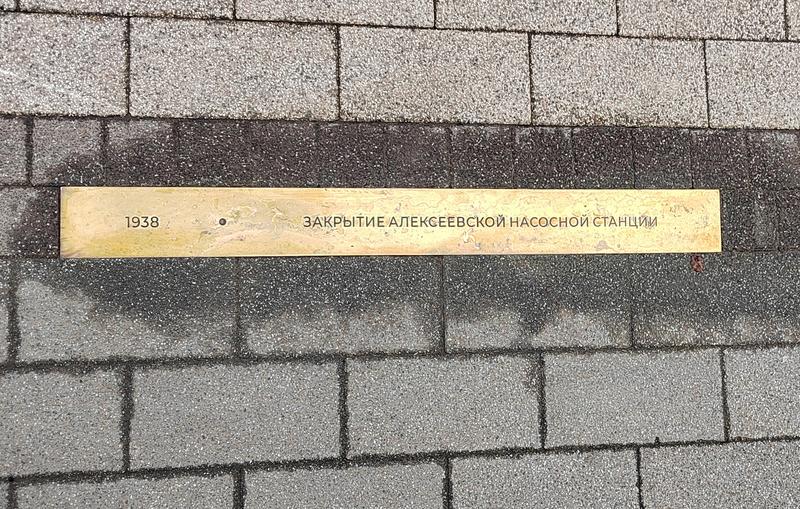 1938 • ЗАКРЫТИЕ АЛЕКСЕЕВСКОЙ НАСОСНОЙ СТАНЦИИ